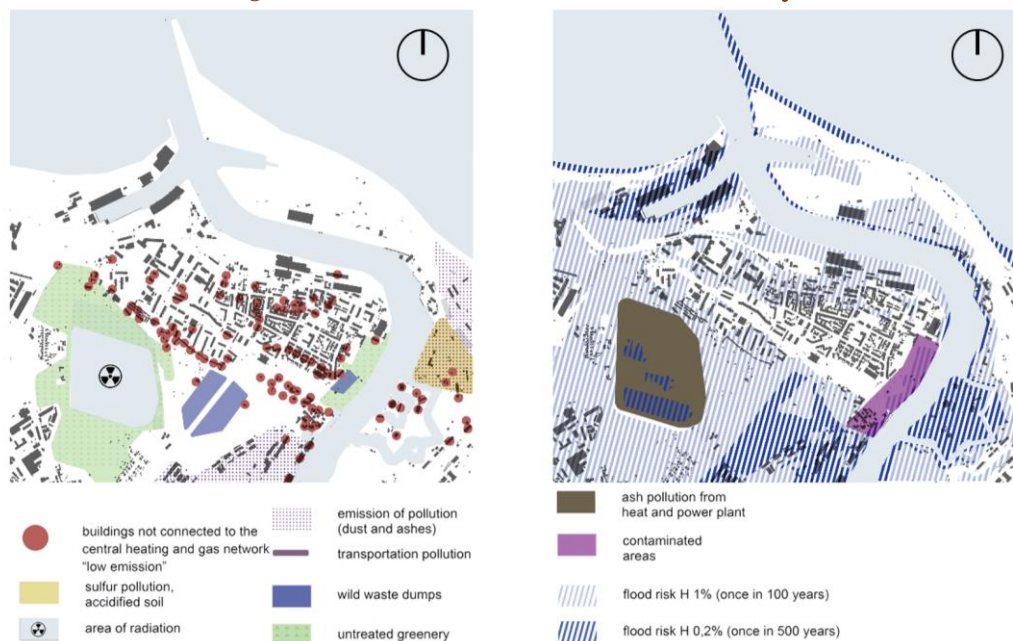 buildings not connected to the
central heating and gas network
"low emission"
sulfur pollution,
accidified soil
area of radiation
emission of pollution
(dust and ashes)
transportation pollution
wild waste dumps
untreated greenery
ash pollution from
heat and power plant
contaminated
areas
flood risk H 1% (once in 100 years)
flood risk H 0,2% (once in 500 years)